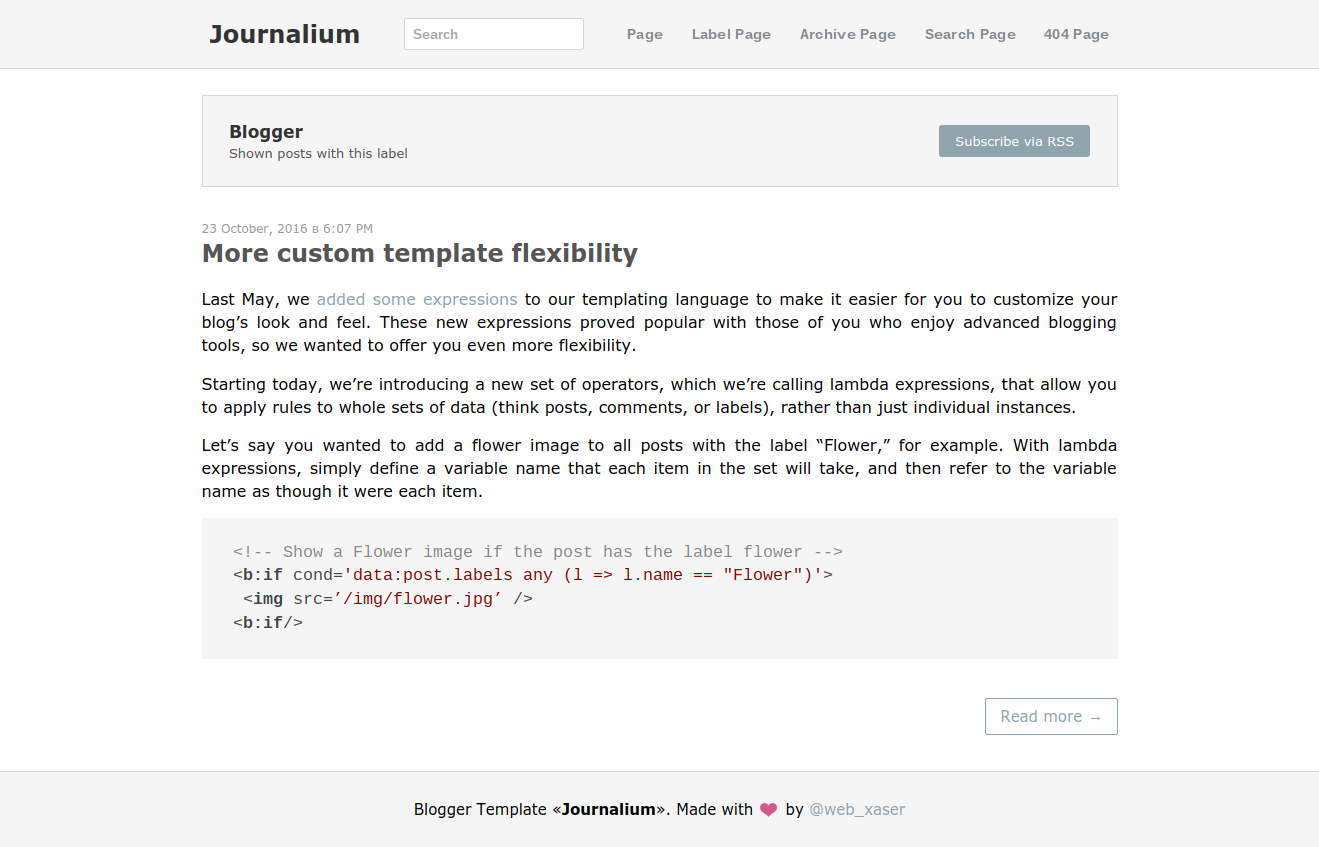 Journalium
Search
Page
Label Page
Archive Page
Search Page
404 Page
Blogger
Shown posts with this label
Subscribe via RSS
23 October, 2016 в 6:07 PM
More custom template flexibility
Last May, we added some expressions to our templating language to make it easier for you to customize your
blog’s look and feel. These new expressions proved popular with those of you who enjoy advanced blogging
tools, so we wanted to offer you even more flexibility.
Starting today, we’re introducing a new set of operators, which we’re calling lambda expressions, that allow you
to apply rules to whole sets of data (think posts, comments, or labels), rather than just individual instances.
Let’s say you wanted to add a flower image to all posts with the label “Flower,” for example. With lambda
expressions, simply define a variable name that each item in the set will take, and then refer to the variable
name as though it were each item.
<!-- Show a Flower image if the post has the label flower -->
<b:if cond='data:post.labels any (l => l.name == "Flower")'>
 <img src=’/img/flower.jpg’ />
<b:if/>
Read more →
Blogger Template «Journalium». Made with ❤ by @web_xaser